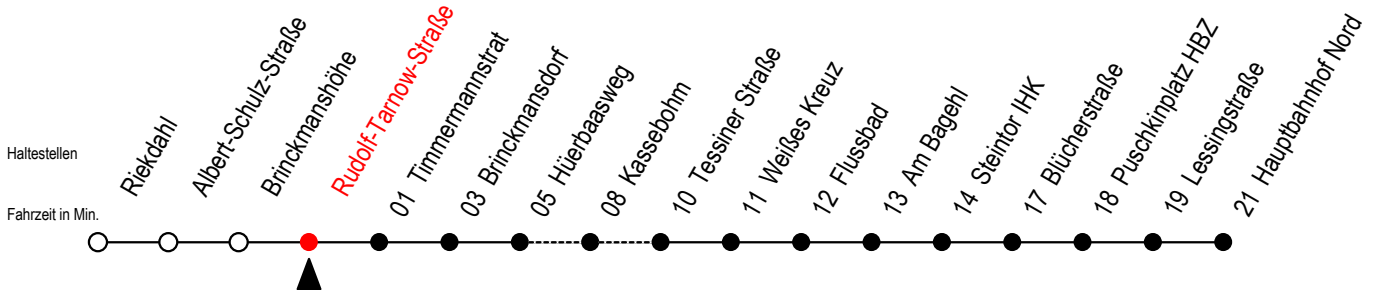 Haltestellen
Fahrzeit in Min.
Riekdahl
Albert-Schulz-Straße
Brinckmanshöhe
Rudolf-Tarnow-Straße
01 Timmermannstrat
03 Brinckmansdorf
05 Hüerbaasweg
08 Kassebohm
10 Tessiner Straße
11 Weißes Kreuz
12 Flussbad
13 Am Bagehl
14 Steintor IHK
17 Blücherstraße
18 Puschkinplatz HBZ
19 Lessingstraße
21 Hauptbahnhof Nord